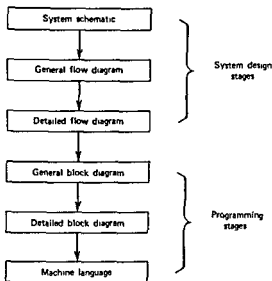 System schematic
General flow diagram
System design
stages
Detailed flow diagram
General block diagram
Detailed block diagram
Programming
stages
Machine language